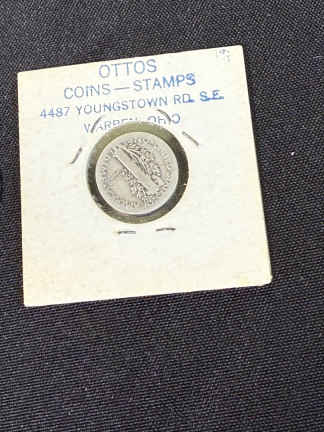 OTTOS
COINS—STAMPS
4487 YOUNGSTOWN RD. S.E.
WARREN, OHIO